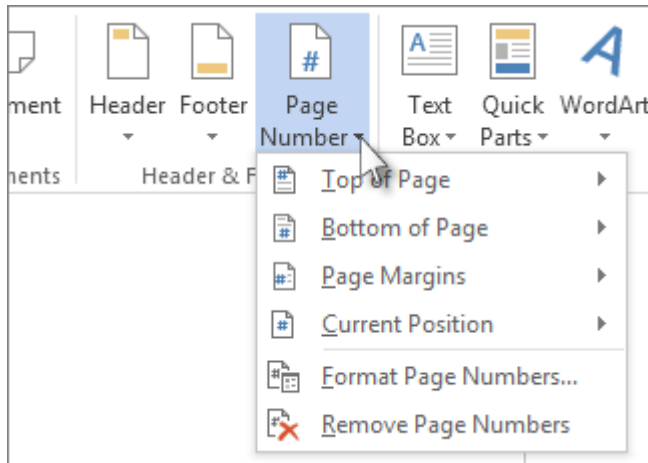 ment Header Footer Page Number Text Box Quick Parts WordArt
ments Header & F
Top of Page
Bottom of Page
Page Margins
Current Position
Format Page Numbers...
Remove Page Numbers